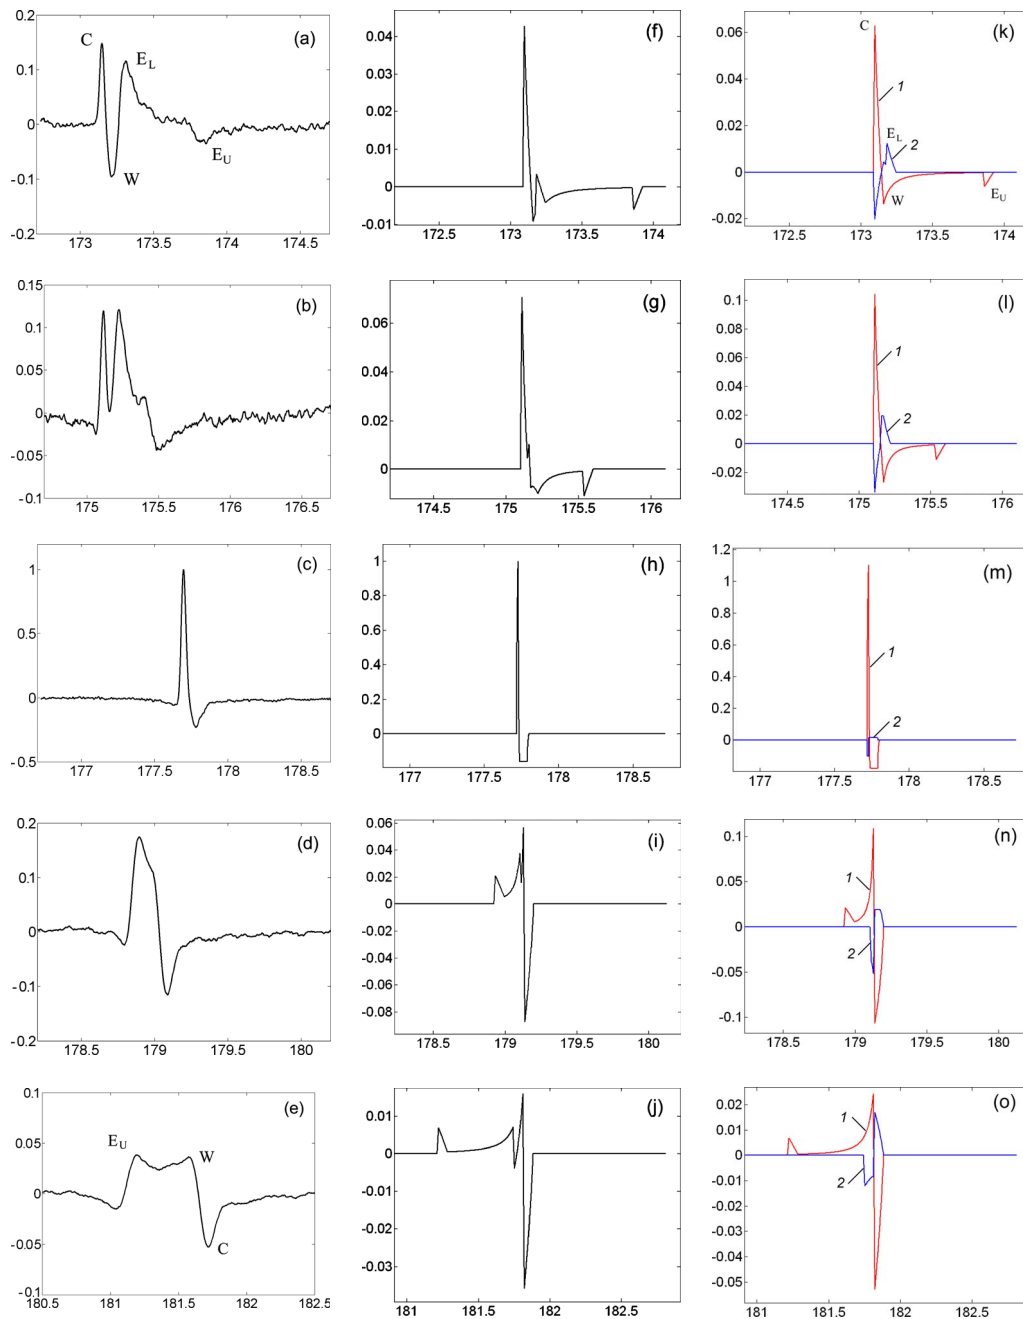 0.2
0.1
0
-0.1
-0.2
173 173.5 174 174.5
(a)
C
E_L
W
E_U
0.04
0.03
0.02
0.01
0
-0.01
172.5 173 173.5 174
(f)
0.06
0.04
0.02
0
-0.02
172.5 173 173.5 174
(k)
C
1
E_L
2
W
E_U
0.15
0.1
0.05
0
-0.05
-0.1
175 175.5 176 176.5
(b)
0.06
0.04
0.02
0
174.5 175 175.5 176
(g)
0.1
0.08
0.06
0.04
0.02
0
-0.02
174.5 175 175.5 176
(l)
1
2
1
0.5
0
-0.5
177 177.5 178 178.5
(c)
1
0.8
0.6
0.4
0.2
0
177 177.5 178 178.5
(h)
1.2
1
0.8
0.6
0.4
0.2
0
177 177.5 178 178.5
(m)
1
2
0.2
0.1
0
-0.1
-0.2
178.5 179 179.5 180
(d)
0.06
0.04
0.02
0
-0.02
-0.04
-0.06
-0.08
178.5 179 179.5 180
(i)
0.1
0.05
0
-0.05
-0.1
178.5 179 179.5 180
(n)
1
2
0.1
0.05
0
-0.05
-0.1
180.5 181 181.5 182 182.5
(e)
E_U
W
C
0.01
0
-0.01
-0.02
-0.03
181 181.5 182 182.5
(j)
0.02
0.01
0
-0.01
-0.02
-0.03
-0.04
-0.05
181 181.5 182 182.5
(o)
1
2